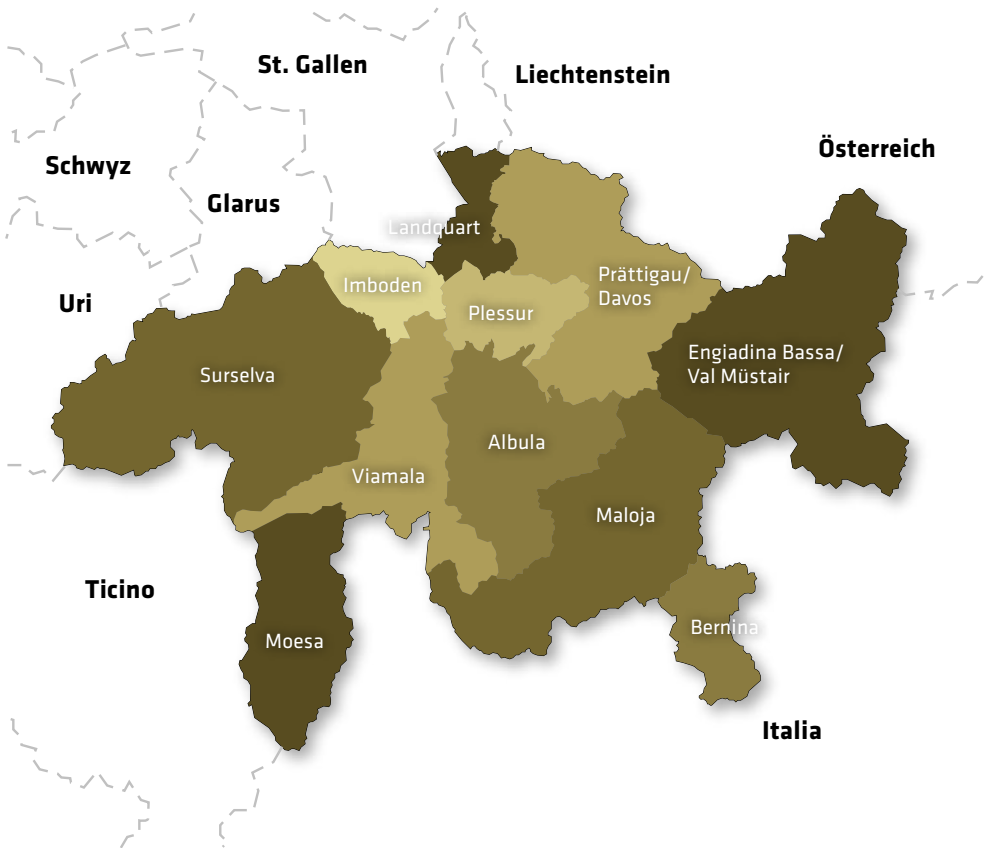 St. Gallen
Liechtenstein
Österreich
Schwyz
Glarus
Landquart
Imboden
Prättigau/
Davos
Uri
Plessur
Engiadina Bassa/
Val Müstair
Surselva
Albula
Viamala
Maloja
Ticino
Moesa
Bernina
Italia